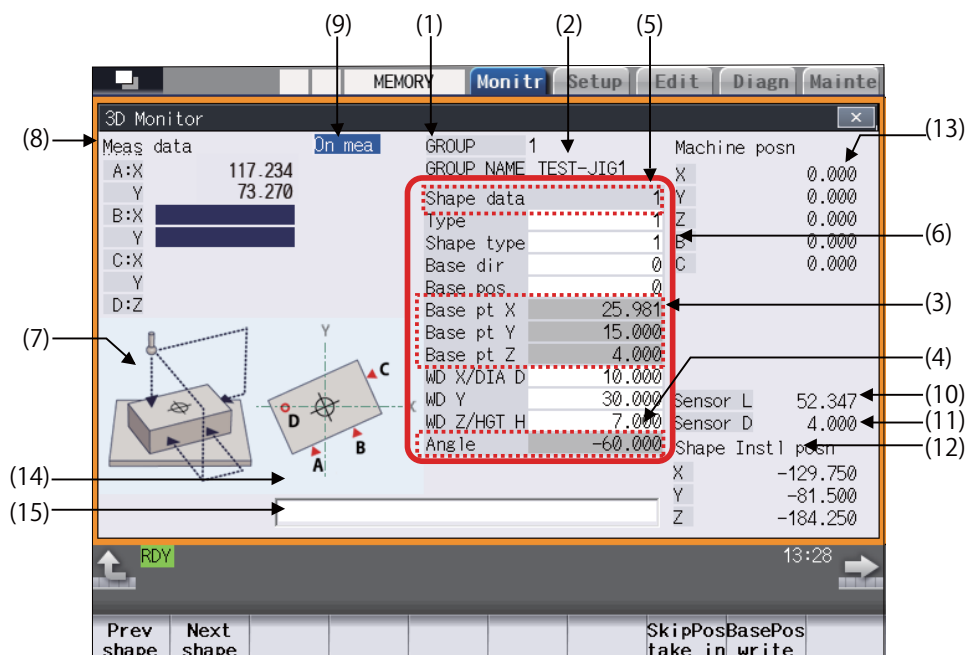 (9) (1) (2) (5)
MEMORY Monitr Setup Edit Diagn Mainte
3D Monitor ×
(8) Meas data On mea GROUP 1 Machine posn (13)
A:X 117.234 GROUP NAME TEST-JIG1 X 0.000
Y 73.270 Shape data 1 Y 0.000
B:X Type 1 Z 0.000
Y Shape type 1 B 0.000 (6)
C:X Base dir 0 C 0.000
Y Base pos 0
D:Z Base pt X 25.981 (3)
(7) Y Base pt Y 15.000
Base pt Z 4.000 (4)
C WD X/DIA D 10.000
D X WD Y 30.000 Sensor L 52.347 (10)
B WD Z/HGT H 7.000 Sensor D 4.000 (11)
A Angle -60.000 Shape Instl posn (12)
(14) X -129.750
(15) Y -81.500
Z -184.250
RDY 13:28
Prev Next SkipPos BasePos
shape shape take in write